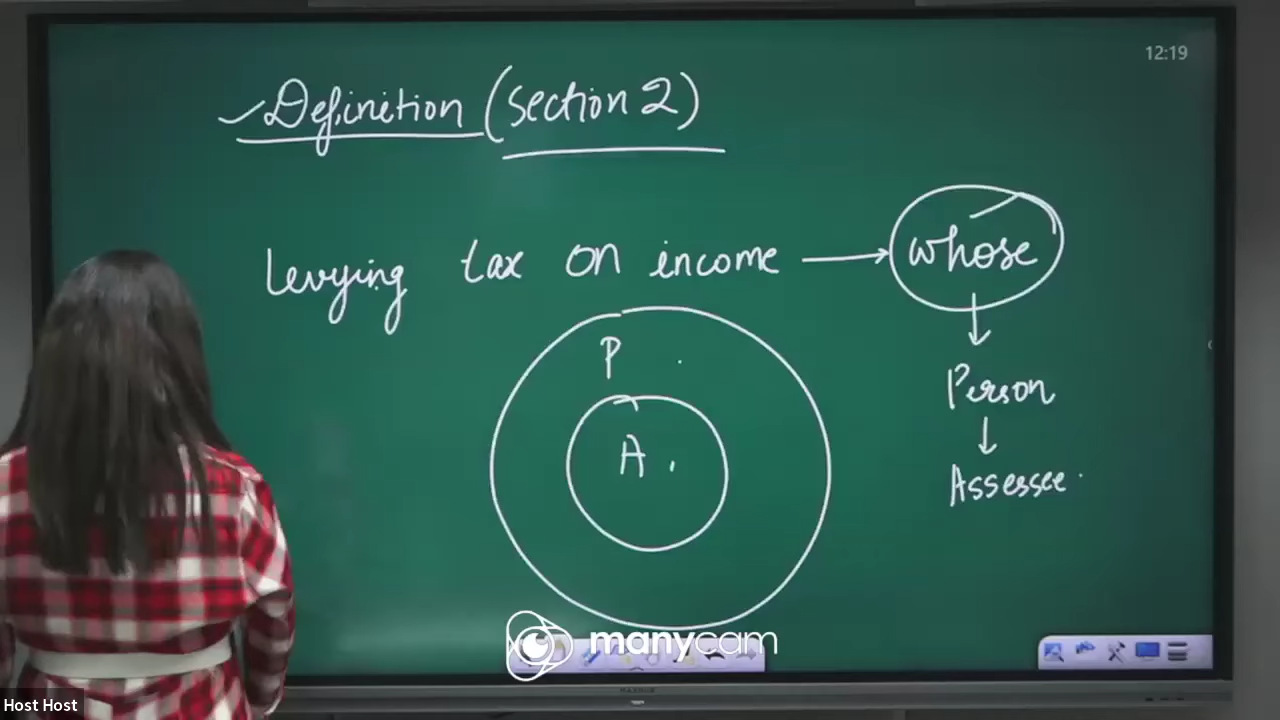 12:19
Definition (Section 2)
Levying tax on income → whose
P
Person
A
Assessee
manycam
Host Host